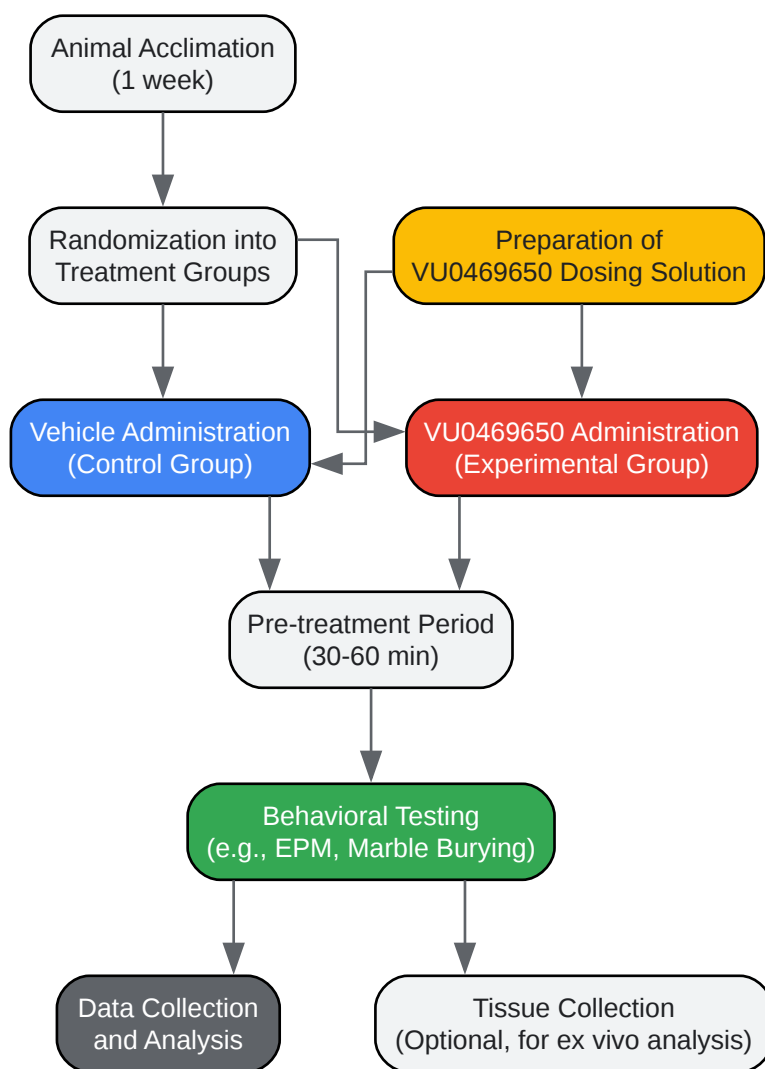 Animal Acclimation
(1 week)
Randomization into
Treatment Groups
Preparation of
VU0469650 Dosing Solution
Vehicle Administration
(Control Group)
VU0469650 Administration
(Experimental Group)
Pre-treatment Period
(30-60 min)
Behavioral Testing
(e.g., EPM, Marble Burying)
Data Collection
and Analysis
Tissue Collection
(Optional, for ex vivo analysis)